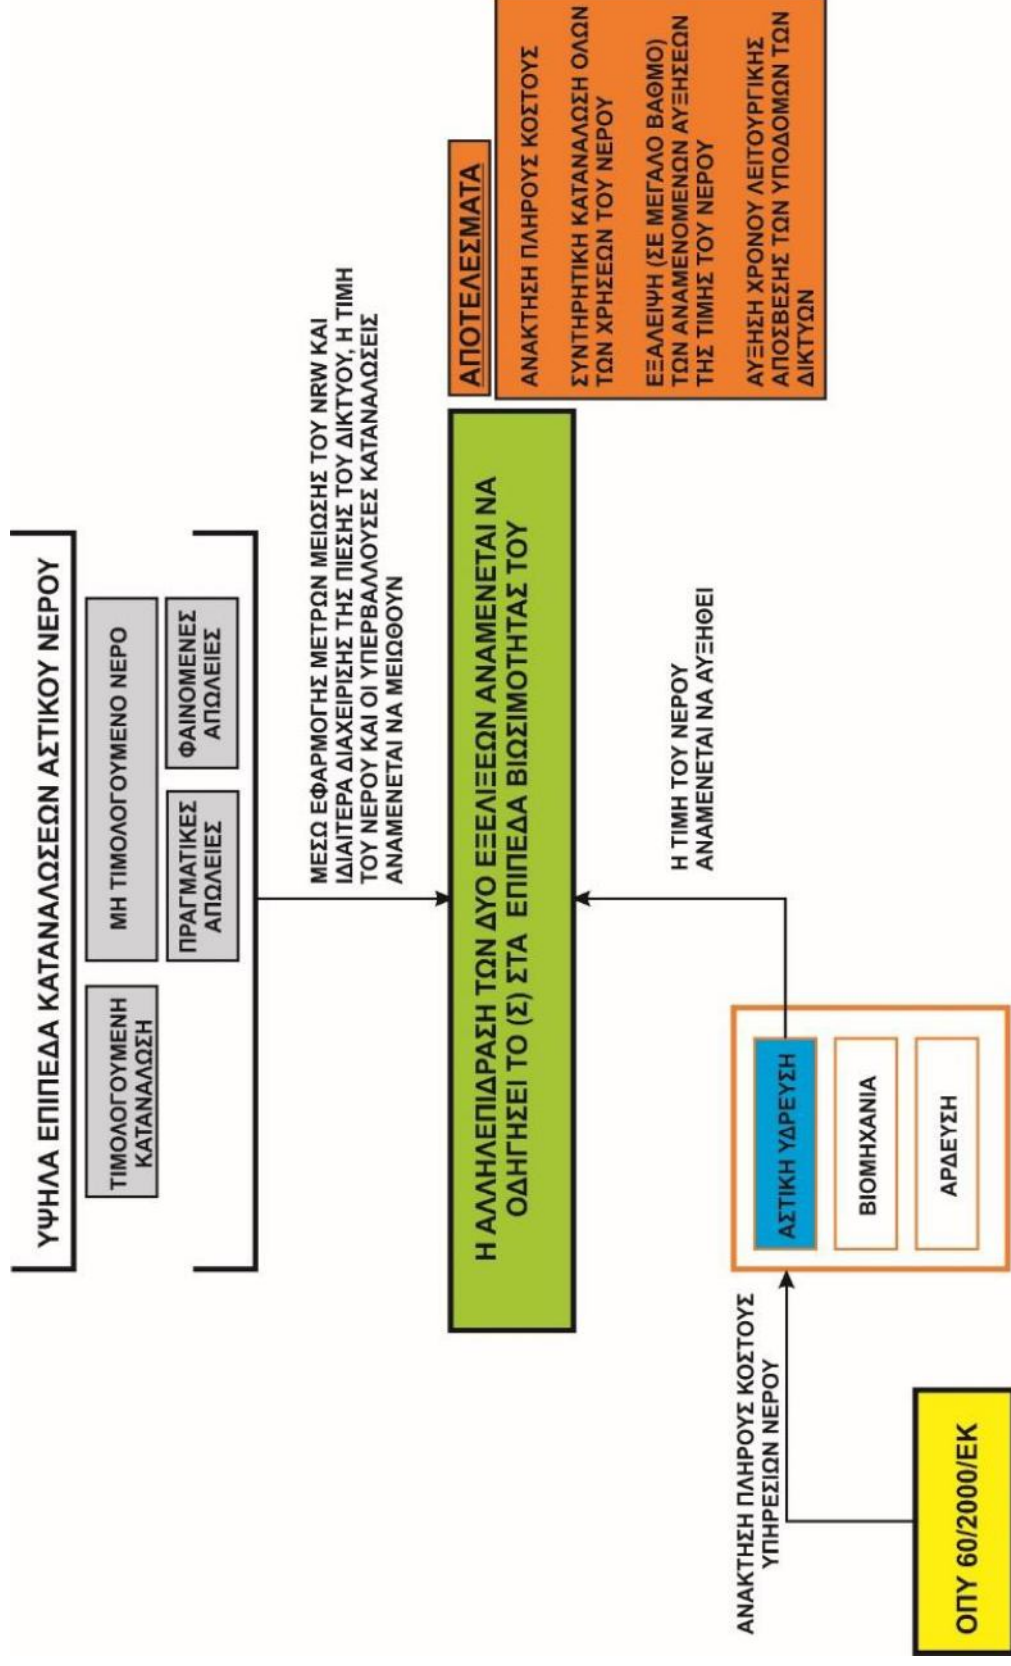 ΥΨΗΛΑ ΕΠΙΠΕΔΑ ΚΑΤΑΝΑΛΩΣΕΩΝ ΑΣΤΙΚΟΥ ΝΕΡΟΥ
ΤΙΜΟΛΟΓΟΥΜΕΝΗ
ΚΑΤΑΝΑΛΩΣΗ
ΜΗ ΤΙΜΟΛΟΓΟΥΜΕΝΟ ΝΕΡΟ
ΠΡΑΓΜΑΤΙΚΕΣ
ΑΠΩΛΕΙΕΣ
ΦΑΙΝΟΜΕΝΕΣ
ΑΠΩΛΕΙΕΣ
ΜΕΣΩ ΕΦΑΡΜΟΓΗΣ ΜΕΤΡΩΝ ΜΕΙΩΣΗΣ ΤΟΥ NRW ΚΑΙ
ΙΔΙΑΙΤΕΡΑ ΔΙΑΧΕΙΡΙΣΗΣ ΤΗΣ ΠΙΕΣΗΣ ΤΟΥ ΔΙΚΤΥΟΥ, Η ΤΙΜΗ
ΤΟΥ ΝΕΡΟΥ ΚΑΙ ΟΙ ΥΠΕΡΒΑΛΛΟΥΣΕΣ ΚΑΤΑΝΑΛΩΣΕΙΣ
ΑΝΑΜΕΝΕΤΑΙ ΝΑ ΜΕΙΩΘΟΥΝ
Η ΑΛΛΗΛΕΠΙΔΡΑΣΗ ΤΩΝ ΔΥΟ ΕΞΕΛΙΞΕΩΝ ΑΝΑΜΕΝΕΤΑΙ ΝΑ
ΟΔΗΓΗΣΕΙ ΤΟ (Σ) ΣΤΑ ΕΠΙΠΕΔΑ ΒΙΩΣΙΜΟΤΗΤΑΣ ΤΟΥ
ΑΠΟΤΕΛΕΣΜΑΤΑ
ΑΝΑΚΤΗΣΗ ΠΛΗΡΟΥΣ ΚΟΣΤΟΥΣ
ΣΥΝΤΗΡΗΤΙΚΗ ΚΑΤΑΝΑΛΩΣΗ ΟΛΩΝ
ΤΩΝ ΧΡΗΣΕΩΝ ΤΟΥ ΝΕΡΟΥ
ΕΞΑΛΕΙΨΗ (ΣΕ ΜΕΓΑΛΟ ΒΑΘΜΟ)
ΤΩΝ ΑΝΑΜΕΝΟΜΕΝΩΝ ΑΥΞΗΣΕΩΝ
ΤΗΣ ΤΙΜΗΣ ΤΟΥ ΝΕΡΟΥ
ΑΥΞΗΣΗ ΧΡΟΝΟΥ ΛΕΙΤΟΥΡΓΙΚΗΣ
ΑΠΟΣΒΕΣΗΣ ΤΩΝ ΥΠΟΔΟΜΩΝ ΤΩΝ
ΔΙΚΤΥΩΝ
Η ΤΙΜΗ ΤΟΥ ΝΕΡΟΥ
ΑΝΑΜΕΝΕΤΑΙ ΝΑ ΑΥΞΗΘΕΙ
ΑΝΑΚΤΗΣΗ ΠΛΗΡΟΥΣ ΚΟΣΤΟΥΣ
ΥΠΗΡΕΣΙΩΝ ΝΕΡΟΥ
ΑΣΤΙΚΗ ΥΔΡΕΥΣΗ
ΒΙΟΜΗΧΑΝΙΑ
ΑΡΔΕΥΣΗ
ΟΠΥ 60/2000/ΕΚ